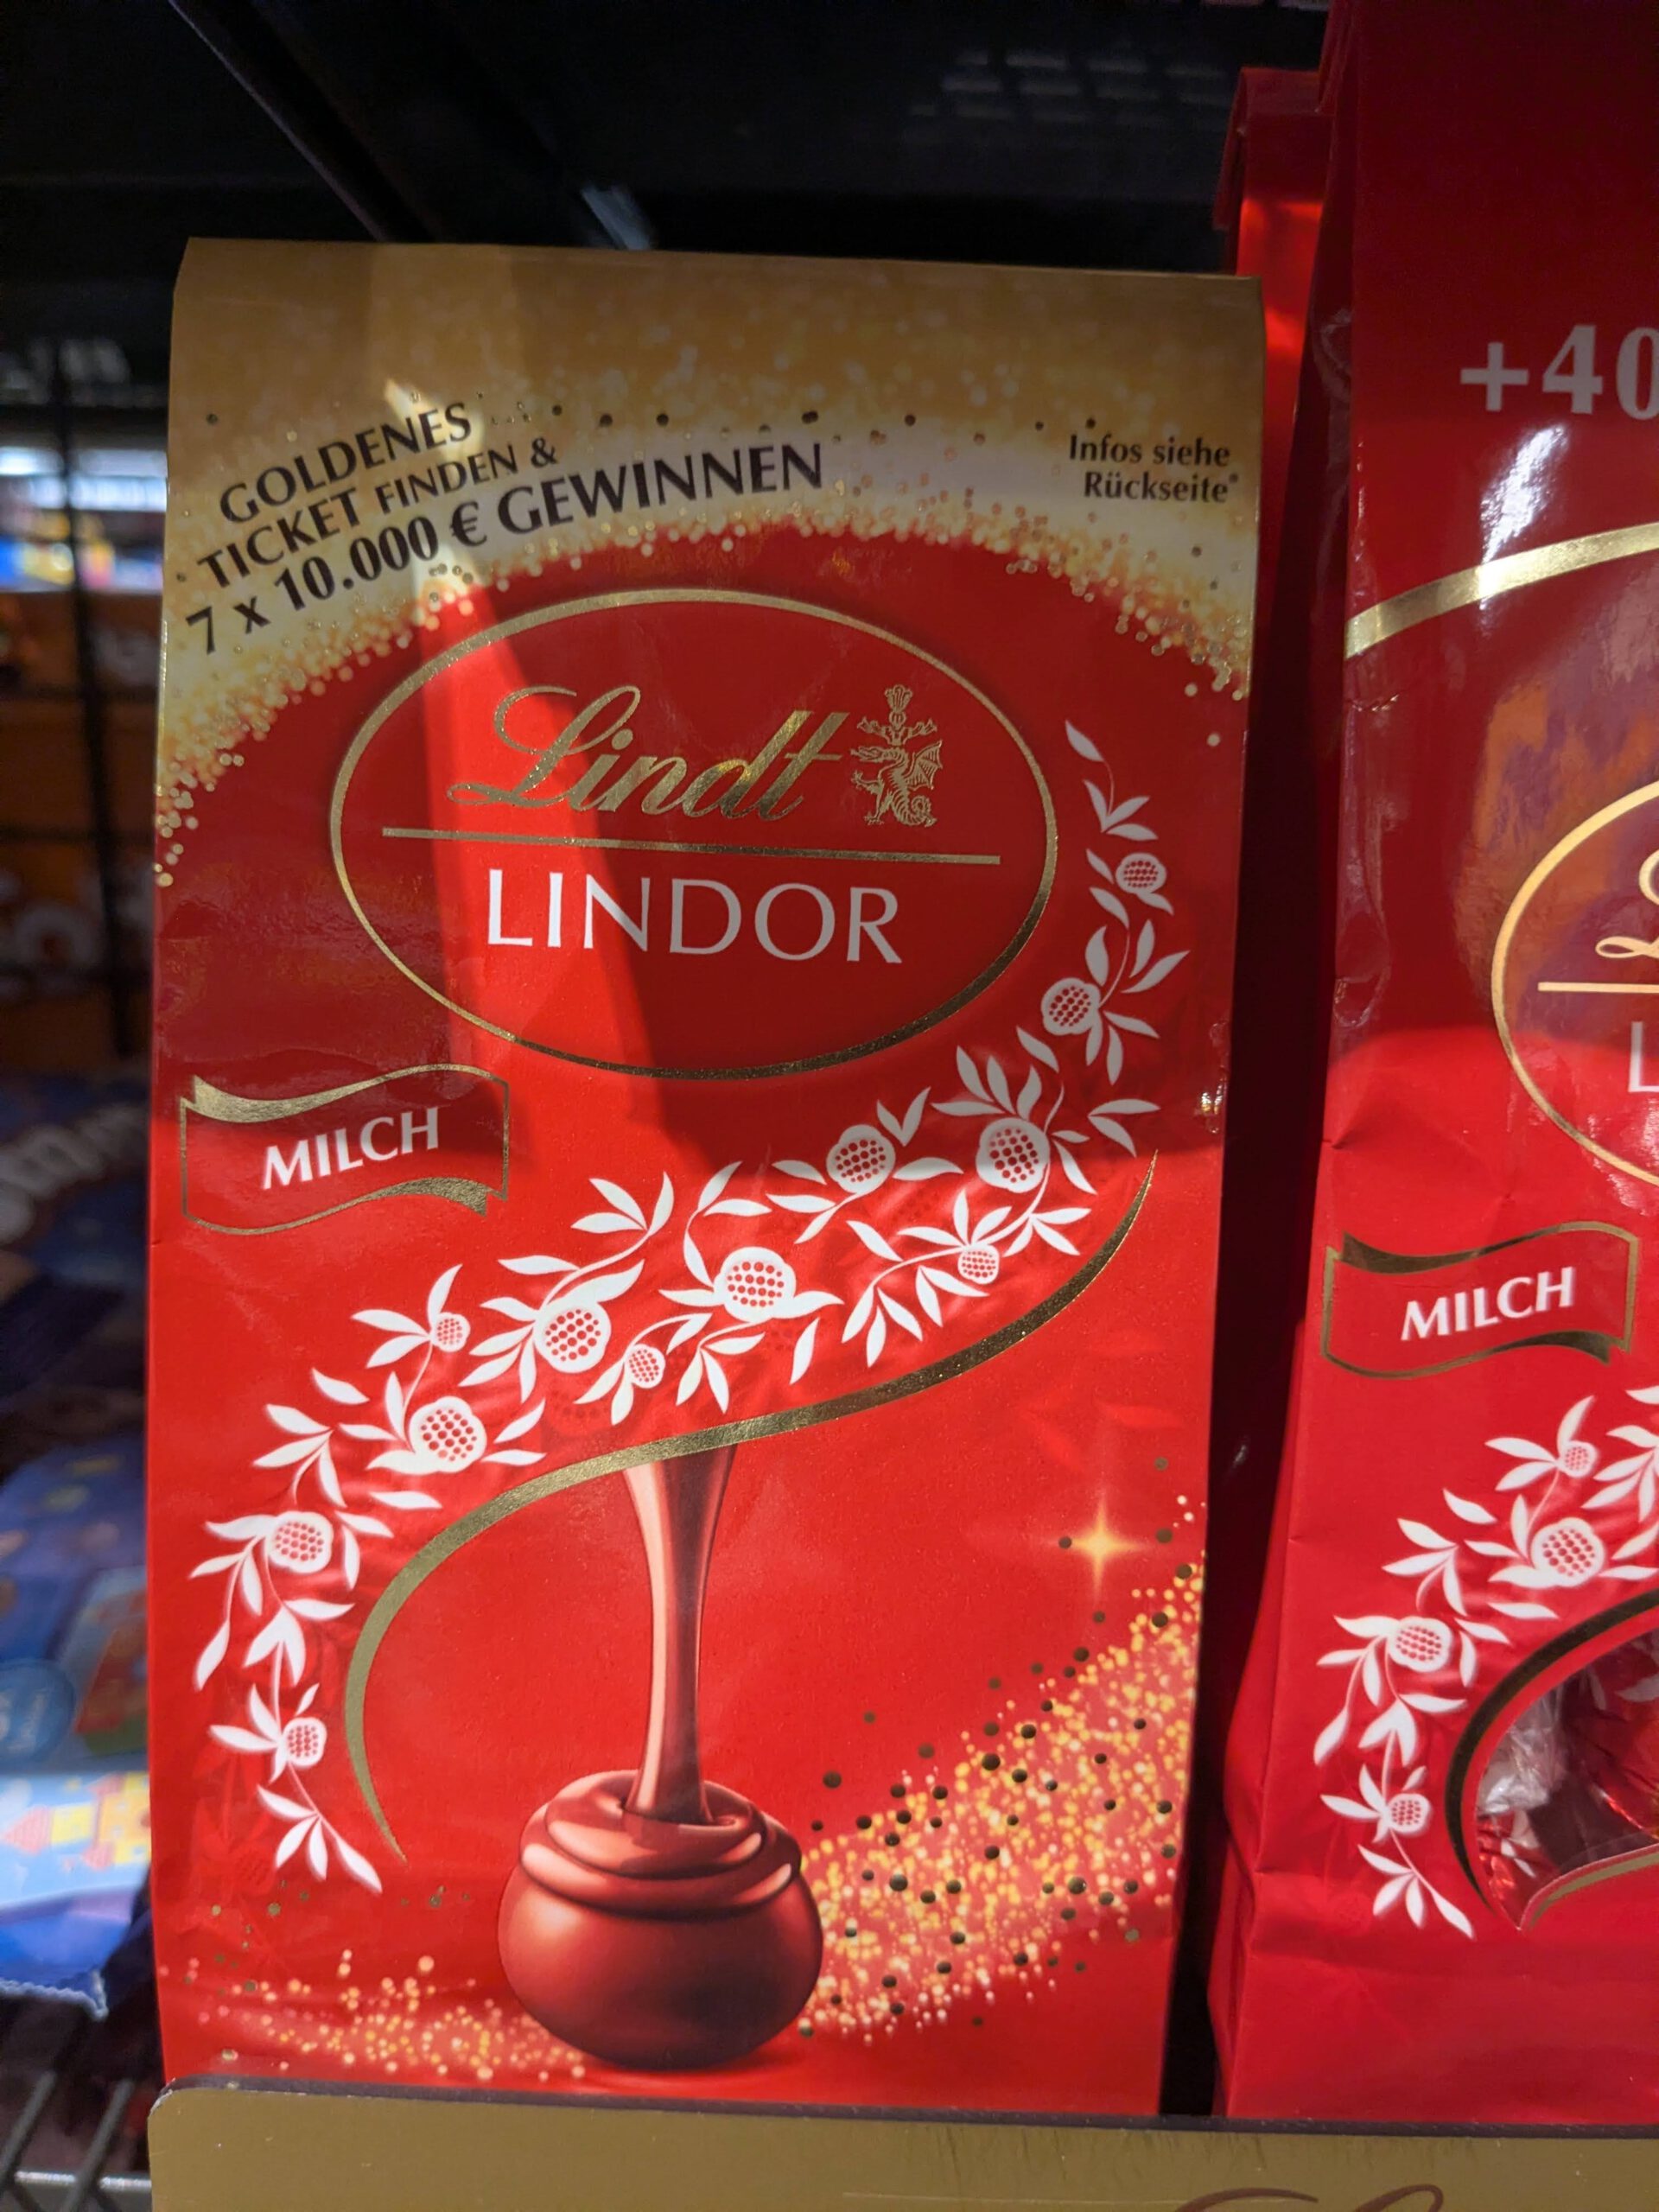 GOLDENES
TICKET FINDEN &
7 x 10.000 € GEWINNEN
Infos siehe
Rückseite*
Lindt
LINDOR
MILCH
+40
MILCH